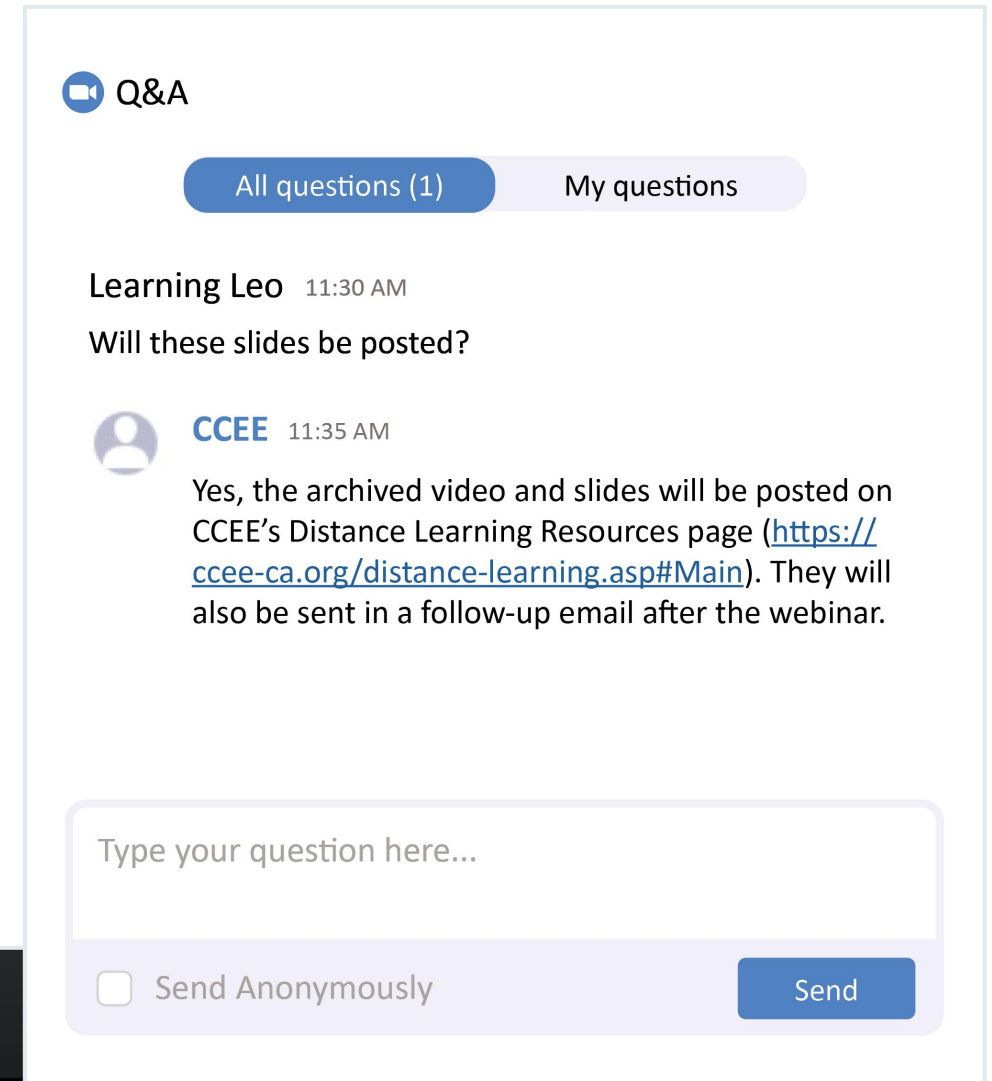 Q&A
All questions (1)
My questions
Learning Leo 11:30 AM
Will these slides be posted?
CCEE 11:35 AM
Yes, the archived video and slides will be posted on
CCEE’s Distance Learning Resources page (https://
ccee-ca.org/distance-learning.asp#Main). They will
also be sent in a follow-up email after the webinar.
Type your question here...
Send Anonymously
Send